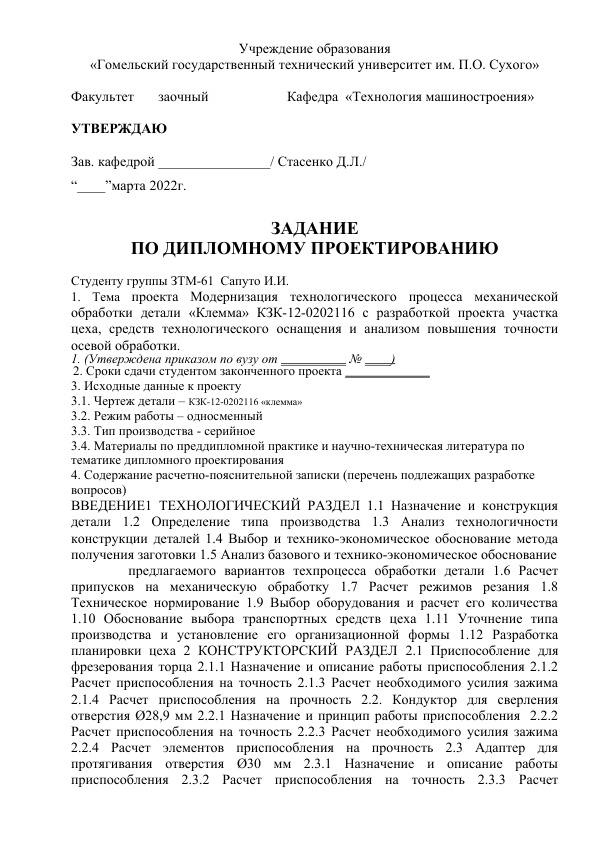 Учреждение образования
«Гомельский государственный технический университет им. П.О. Сухого»
Факультет заочный Кафедра «Технология машиностроения»
УТВЕРЖДАЮ
Зав. кафедрой ________________/ Стасенко Д.Л./
“____”марта 2022г.
ЗАДАНИЕ
ПО ДИПЛОМНОМУ ПРОЕКТИРОВАНИЮ
Студенту группы ЗТМ-61 Сапуто И.И.
1. Тема проекта Модернизация технологического процесса механической
обработки детали «Клемма» КЗК-12-0202116 с разработкой проекта участка
цеха, средств технологического оснащения и анализом повышения точности
осевой обработки.
1. (Утверждена приказом по вузу от __________ № ____)
2. Сроки сдачи студентом законченного проекта _____________
3. Исходные данные к проекту
3.1. Чертеж детали – КЗК-12-0202116 «клемма»
3.2. Режим работы – односменный
3.3. Тип производства - серийное
3.4. Материалы по преддипломной практике и научно-техническая литература по
тематике дипломного проектирования
4. Содержание расчетно-пояснительной записки (перечень подлежащих разработке
вопросов)
ВВЕДЕНИЕ1 ТЕХНОЛОГИЧЕСКИЙ РАЗДЕЛ 1.1 Назначение и конструкция
детали 1.2 Определение типа производства 1.3 Анализ технологичности
конструкции деталей 1.4 Выбор и технико-экономическое обоснование метода
получения заготовки 1.5 Анализ базового и технико-экономическое обоснование
предлагаемого вариантов техпроцесса обработки детали 1.6 Расчет
припусков на механическую обработку 1.7 Расчет режимов резания 1.8
Техническое нормирование 1.9 Выбор оборудования и расчет его количества
1.10 Обоснование выбора транспортных средств цеха 1.11 Уточнение типа
производства и установление его организационной формы 1.12 Разработка
планировки цеха 2 КОНСТРУКТОРСКИЙ РАЗДЕЛ 2.1 Приспособление для
фрезерования торца 2.1.1 Назначение и описание работы приспособления 2.1.2
Расчет приспособления на точность 2.1.3 Расчет необходимого усилия зажима
2.1.4 Расчет приспособления на прочность 2.2. Кондуктор для сверления
отверстия Ø28,9 мм 2.2.1 Назначение и принцип работы приспособления 2.2.2
Расчет приспособления на точность 2.2.3 Расчет необходимого усилия зажима
2.2.4 Расчет элементов приспособления на прочность 2.3 Адаптер для
протягивания отверстия Ø30 мм 2.3.1 Назначение и описание работы
приспособления 2.3.2 Расчет приспособления на точность 2.3.3 Расчет